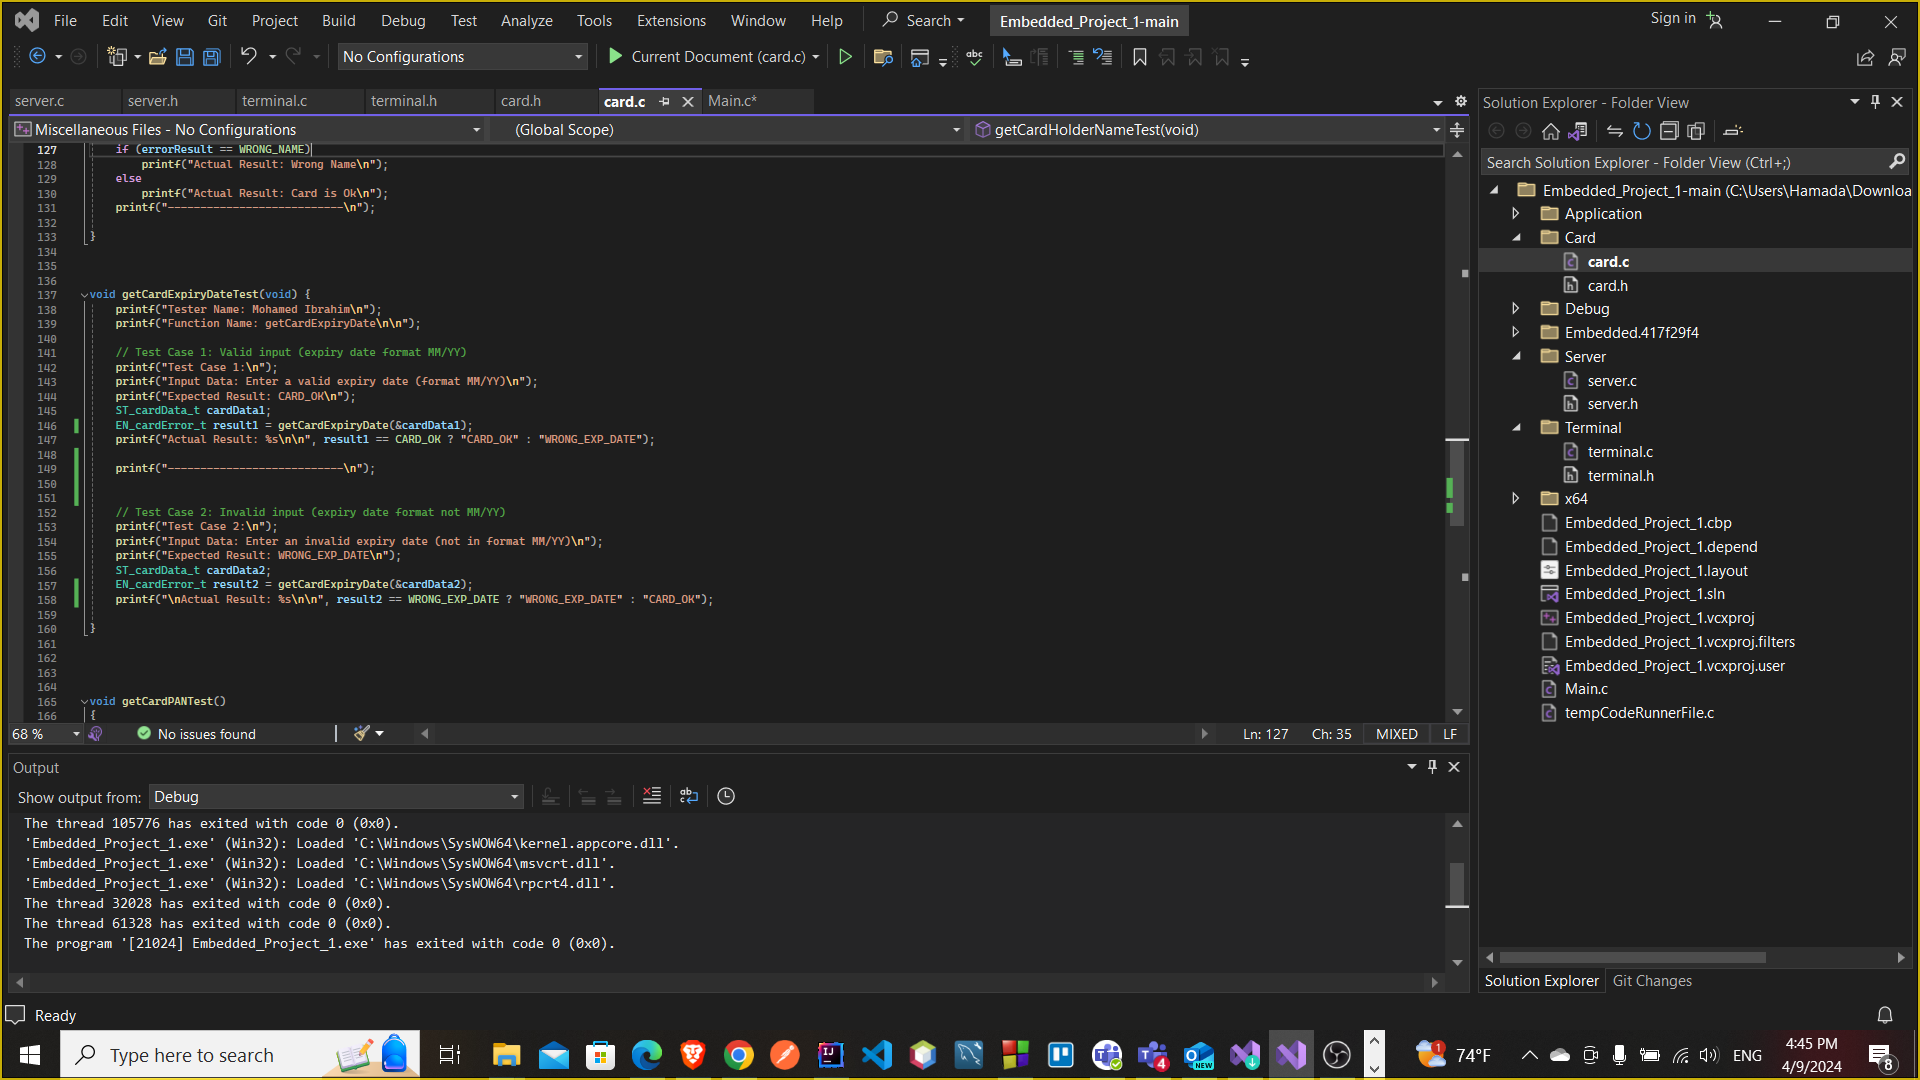 File Edit View Git Project Build Debug Test Analyze Tools Extensions Window Help Search Embedded_Project_1-main Sign in
No Configurations Current Document (card.c)
server.c server.h terminal.c terminal.h card.h card.c Main.c*
Miscellaneous Files - No Configurations (Global Scope) getCardHolderNameTest(void)
127 if (errorResult == WRONG_NAME)
128 printf("Actual Result: Wrong Name\n");
129 else
130 printf("Actual Result: Card is Ok\n");
131 printf("---------------------------\n");
132
133 }
134
135
136
137 void getCardExpiryDateTest(void) {
138 printf("Tester Name: Mohamed Ibrahim\n");
139 printf("Function Name: getCardExpiryDate\n\n");
140
141 // Test Case 1: Valid input (expiry date format MM/YY)
142 printf("Test Case 1:\n");
143 printf("Input Data: Enter a valid expiry date (format MM/YY)\n");
144 printf("Expected Result: CARD_OK\n");
145 ST_cardData_t cardData1;
146 EN_cardError_t result1 = getCardExpiryDate(&cardData1);
147 printf("Actual Result: %s\n\n", result1 == CARD_OK ? "CARD_OK" : "WRONG_EXP_DATE");
148
149 printf("---------------------------\n");
150
151
152 // Test Case 2: Invalid input (expiry date format not MM/YY)
153 printf("Test Case 2:\n");
154 printf("Input Data: Enter an invalid expiry date (not in format MM/YY)\n");
155 printf("Expected Result: WRONG_EXP_DATE\n");
156 ST_cardData_t cardData2;
157 EN_cardError_t result2 = getCardExpiryDate(&cardData2);
158 printf("\nActual Result: %s\n\n", result2 == WRONG_EXP_DATE ? "WRONG_EXP_DATE" : "CARD_OK");
159
160 }
161
162
163
164
165 void getCardPANTest()
166 {
68 % No issues found Ln: 127 Ch: 35 MIXED LF
Output
Show output from: Debug
The thread 105776 has exited with code 0 (0x0).
'Embedded_Project_1.exe' (Win32): Loaded 'C:\Windows\SysWOW64\kernel.appcore.dll'.
'Embedded_Project_1.exe' (Win32): Loaded 'C:\Windows\SysWOW64\msvcrt.dll'.
'Embedded_Project_1.exe' (Win32): Loaded 'C:\Windows\SysWOW64\rpcrt4.dll'.
The thread 32028 has exited with code 0 (0x0).
The thread 61328 has exited with code 0 (0x0).
The program '[21024] Embedded_Project_1.exe' has exited with code 0 (0x0).
Solution Explorer - Folder View
Search Solution Explorer - Folder View (Ctrl+;)
Embedded_Project_1-main (C:\Users\Hamada\Downloa
Application
Card
card.c
card.h
Debug
Embedded.417f29f4
Server
server.c
server.h
Terminal
terminal.c
terminal.h
x64
Embedded_Project_1.cbp
Embedded_Project_1.depend
Embedded_Project_1.layout
Embedded_Project_1.sln
Embedded_Project_1.vcxproj
Embedded_Project_1.vcxproj.filters
Embedded_Project_1.vcxproj.user
Main.c
tempCodeRunnerFile.c
Solution Explorer Git Changes
Ready
Type here to search
4
NEW
1
74°F
ENG
4:45 PM
4/9/2024
8